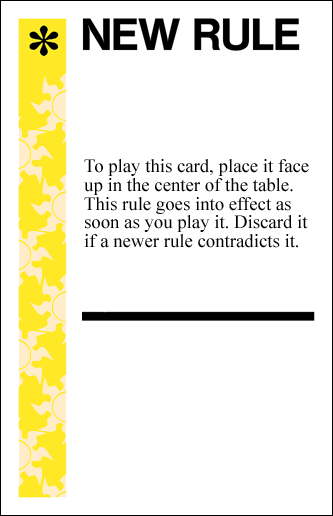 * NEW RULE
To play this card, place it face
up in the center of the table.
This rule goes into effect as
soon as you play it. Discard it
if a newer rule contradicts it.